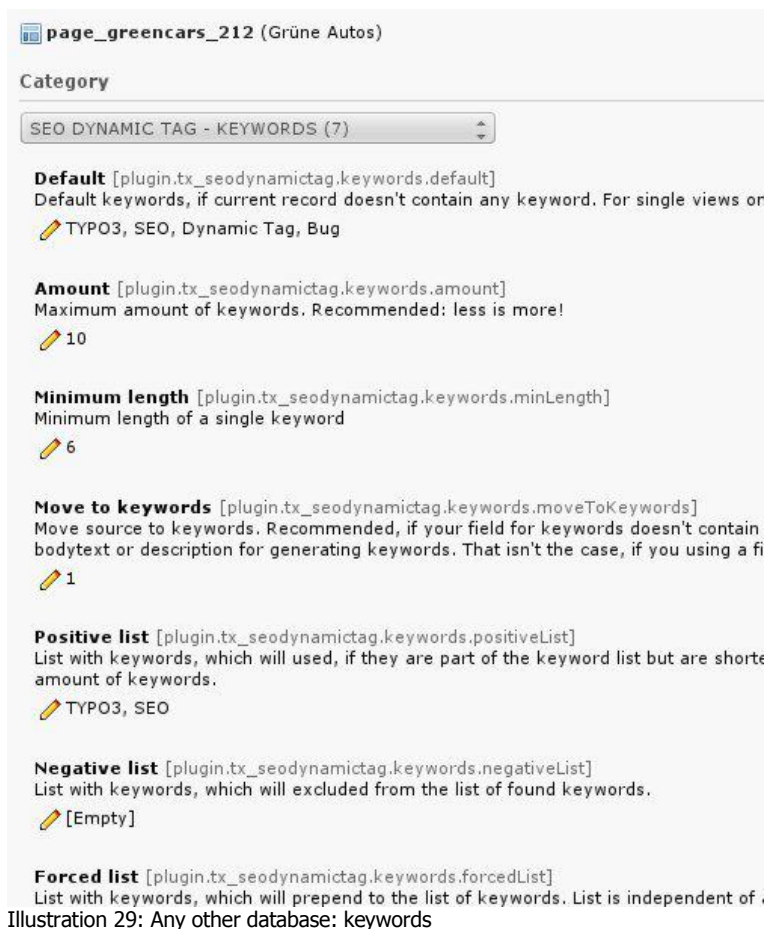 page_greencars_212 (Grüne Autos)
Category
SEO DYNAMIC TAG - KEYWORDS (7)
Default [plugin.tx_seodynamictag.keywords.default]
Default keywords, if current record doesn't contain any keyword. For single views on
TYPO3, SEO, Dynamic Tag, Bug
Amount [plugin.tx_seodynamictag.keywords.amount]
Maximum amount of keywords. Recommended: less is more!
10
Minimum length [plugin.tx_seodynamictag.keywords.minLength]
Minimum length of a single keyword
6
Move to keywords [plugin.tx_seodynamictag.keywords.moveToKeywords]
Move source to keywords. Recommended, if your field for keywords doesn't contain
bodytext or description for generating keywords. That isn't the case, if you using a fi
1
Positive list [plugin.tx_seodynamictag.keywords.positiveList]
List with keywords, which will used, if they are part of the keyword list but are shorte
amount of keywords.
TYPO3, SEO
Negative list [plugin.tx_seodynamictag.keywords.negativeList]
List with keywords, which will excluded from the list of found keywords.
[Empty]
Forced list [plugin.tx_seodynamictag.keywords.forcedList]
List with keywords, which will prepend to the list of keywords. List is independent of
Illustration 29: Any other database: keywords